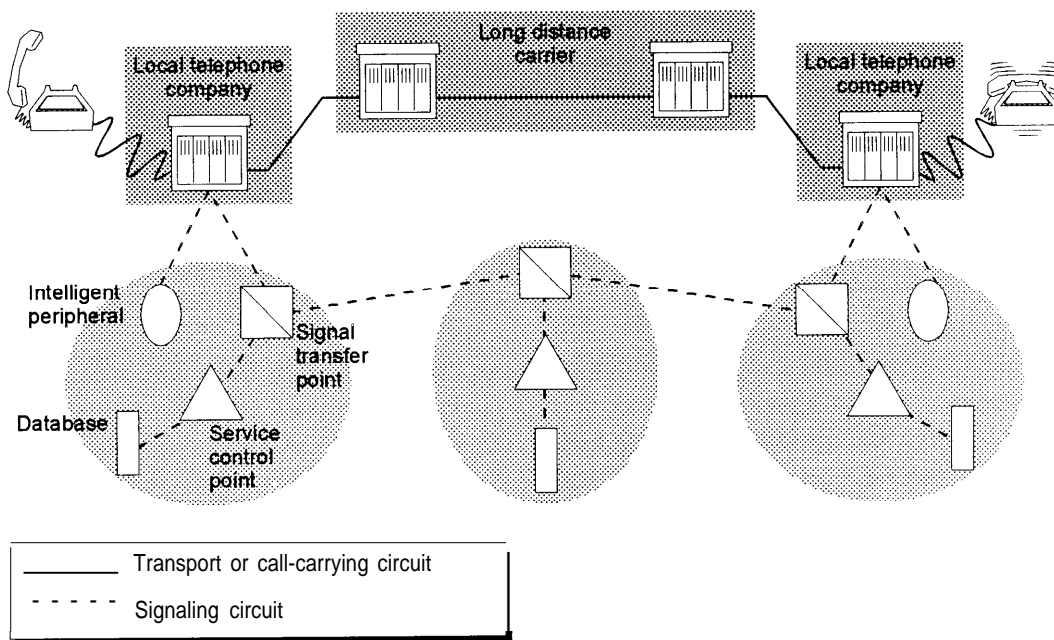 Long distance
carrier
Local telephone
company
Local telephone
company
Intelligent
peripheral
Signal
transfer
point
Database
Service
control
point
Transport or call-carrying circuit
Signaling circuit